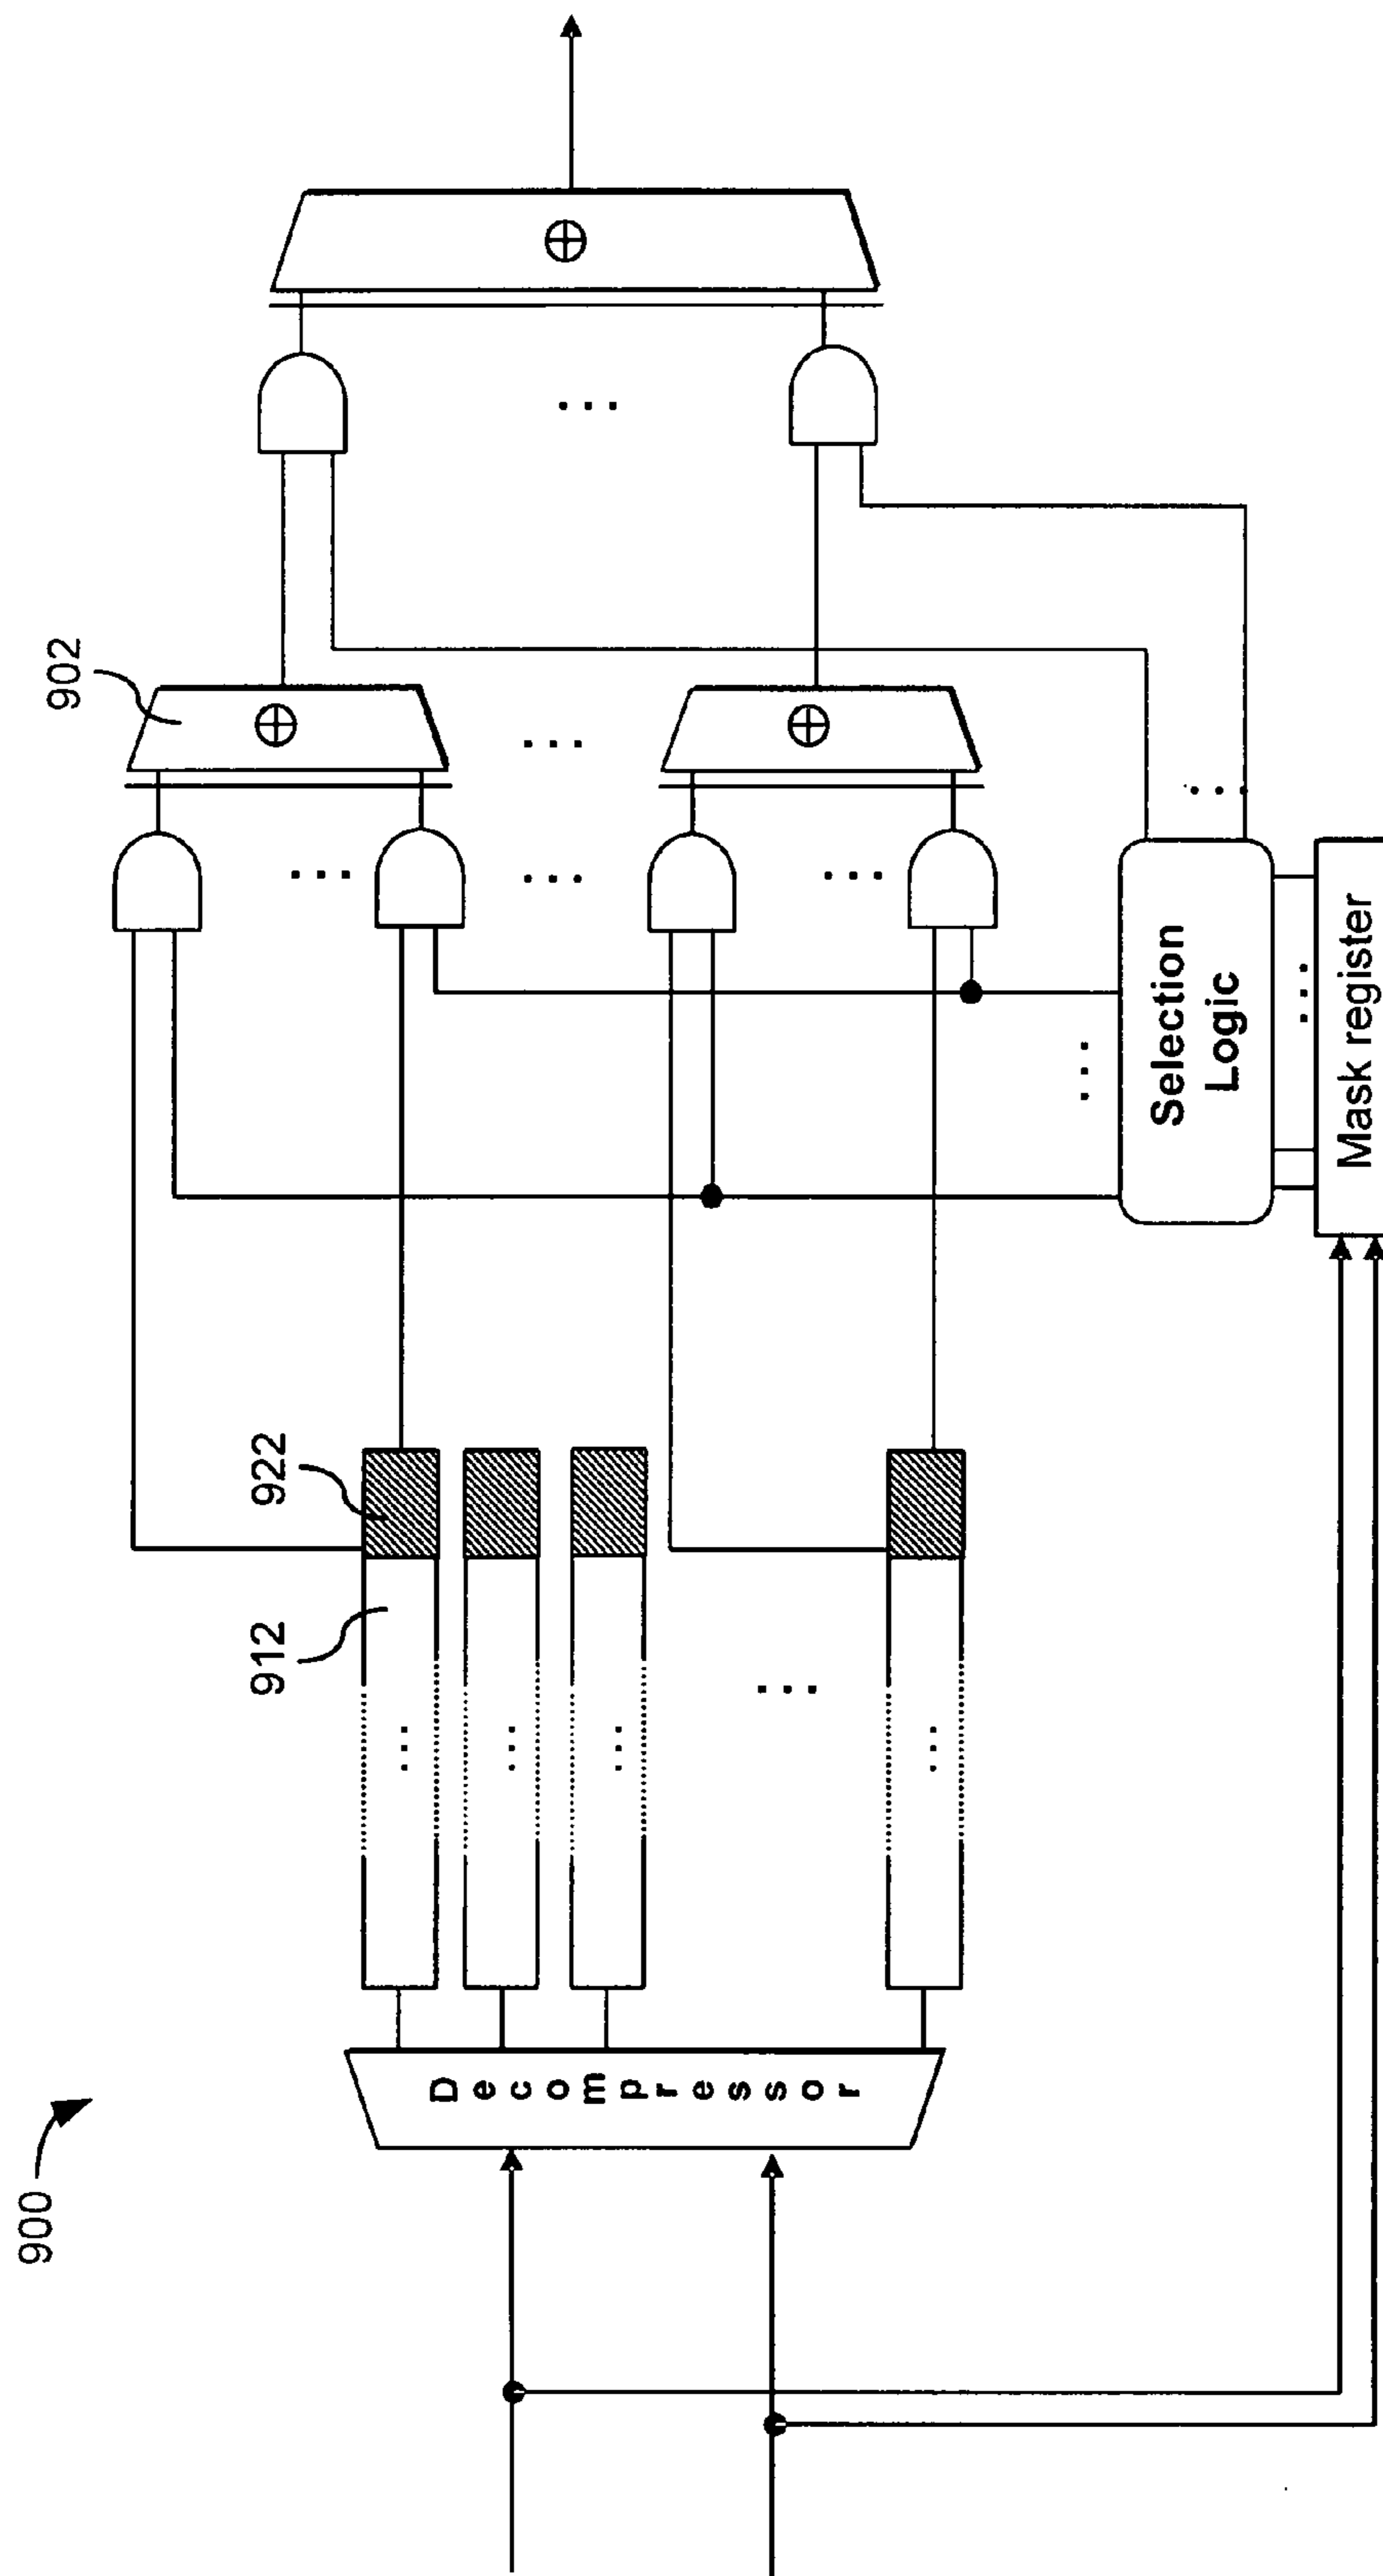 900
Decompressor
912
922
902
Selection
Logic
Mask register